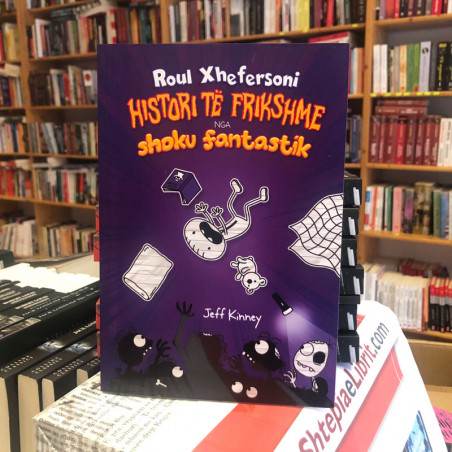 Roul Xhefersoni
HISTORI TË FRIKSHME
NGA
shoku fantastik
Jeff Kinney
ShtepiaeLibrit.com